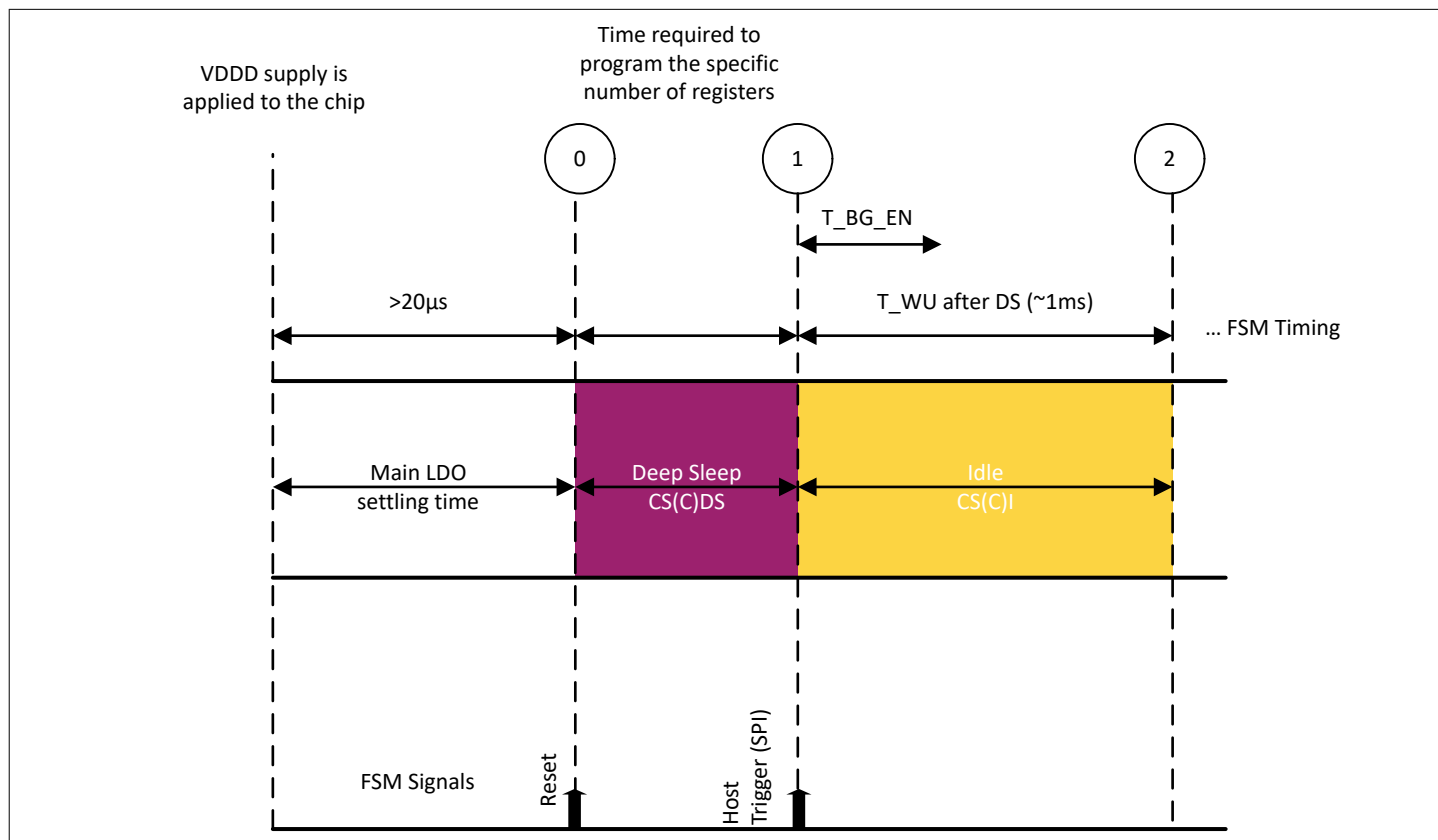 Time required to
program the specific
number of registers
VDDD supply is
applied to the chip
0
1
2
T_BG_EN
>20µs
T_WU after DS (~1ms)
... FSM Timing
Main LDO
settling time
Deep Sleep
CS(C)DS
Idle
CS(C)I
FSM Signals
Reset
Host
Trigger (SPI)